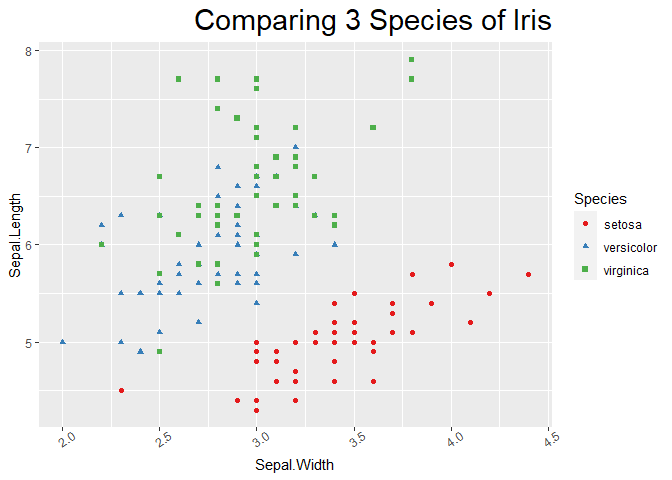 Comparing 3 Species of Iris
8
7
6
5
Sepal.Length
2.0 2.5 3.0 3.5 4.0 4.5
Sepal.Width
Species
setosa
versicolor
virginica